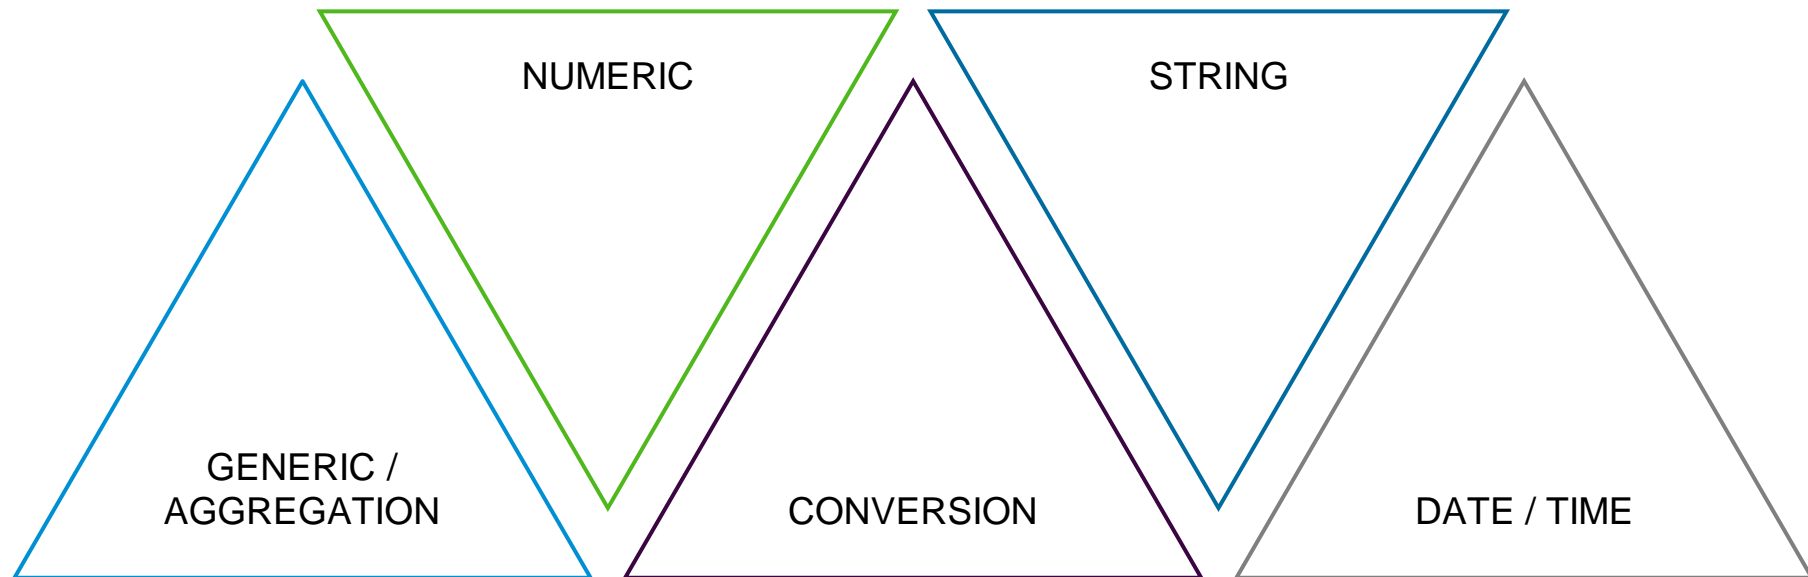 NUMERIC
STRING
GENERIC /
AGGREGATION
CONVERSION
DATE / TIME